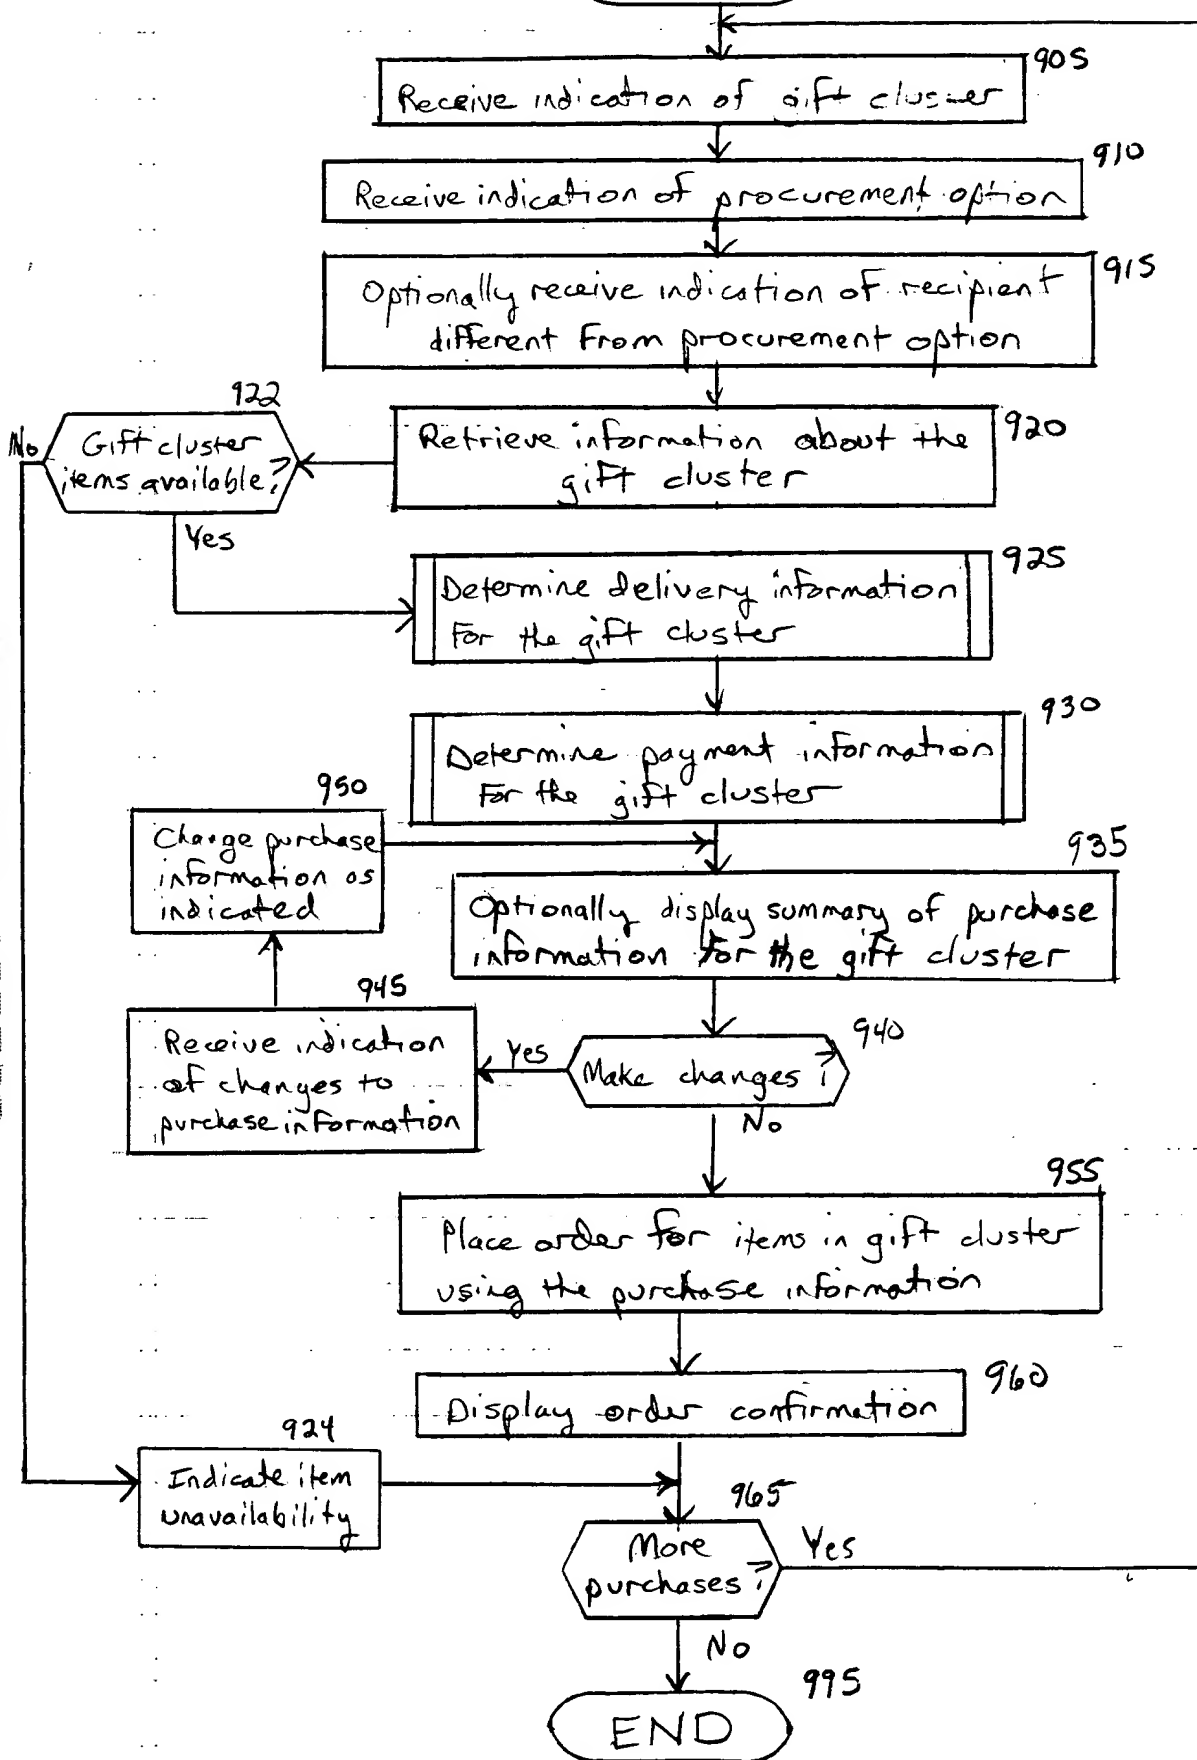 905
Receive indication of gift cluster
910
Receive indication of procurement option
915
Optionally receive indication of recipient
different from procurement option
922
No
Gift cluster
items available?
920
Retrieve information about the
gift cluster
Yes
925
Determine delivery information
for the gift cluster
930
Determine payment information
for the gift cluster
950
Change purchase
information as
indicated
935
Optionally display summary of purchase
information for the gift cluster
945
Receive indication
of changes to
purchase information
Yes
940
Make changes?
No
955
Place order for items in gift cluster
using the purchase information
960
Display order confirmation
924
Indicate item
unavailability
965
More
purchases?
Yes
No
995
END